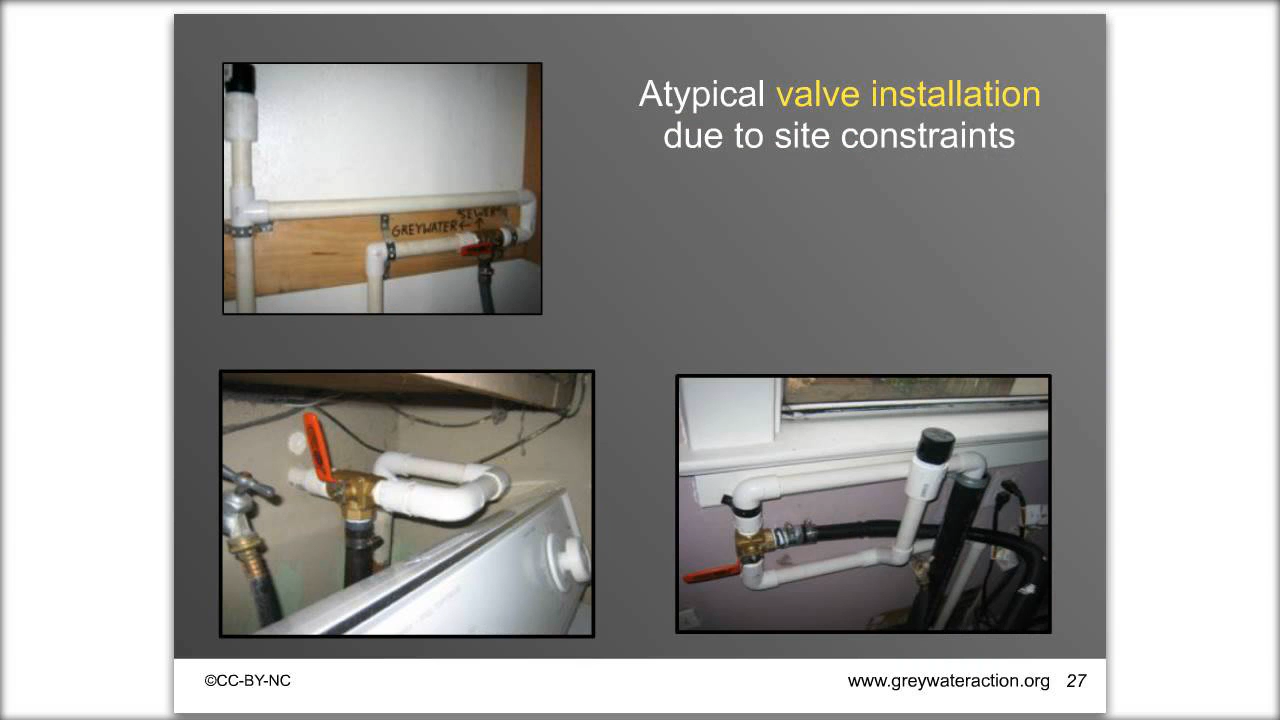 Atypical valve installation
due to site constraints
SEWER
GREYWATER
©CC-BY-NC
www.greywateraction.org 27